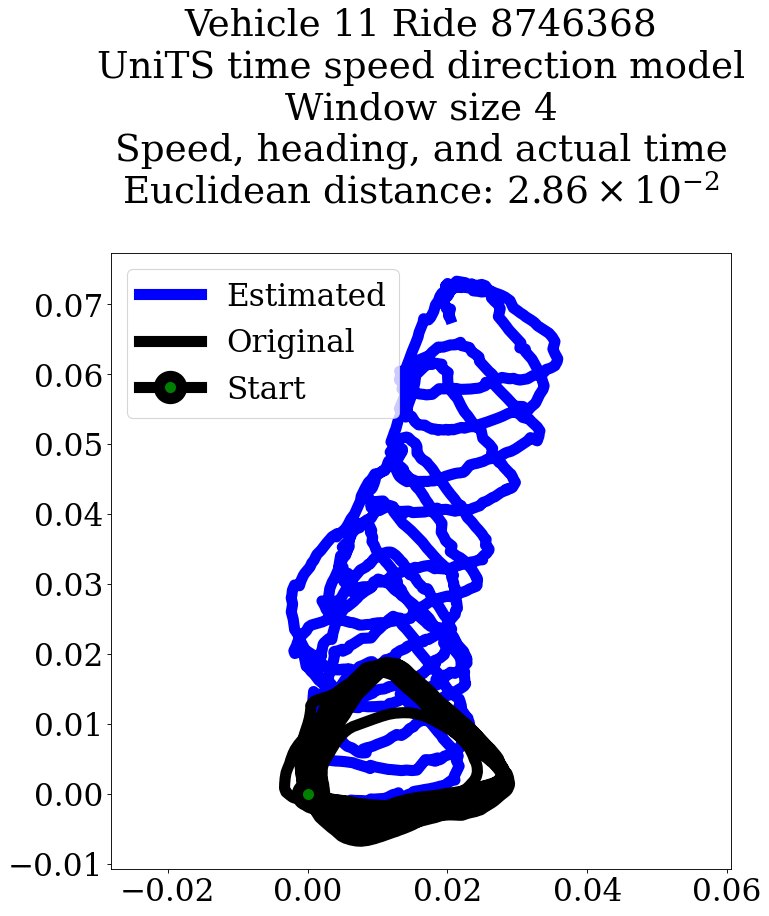 Vehicle 11 Ride 8746368
UniTS time speed direction model
Window size 4
Speed, heading, and actual time
Euclidean distance: 2.86 × 10⁻²
Estimated
Original
Start
0.07
0.06
0.05
0.04
0.03
0.02
0.01
0.00
−0.01
−0.02 0.00 0.02 0.04 0.06